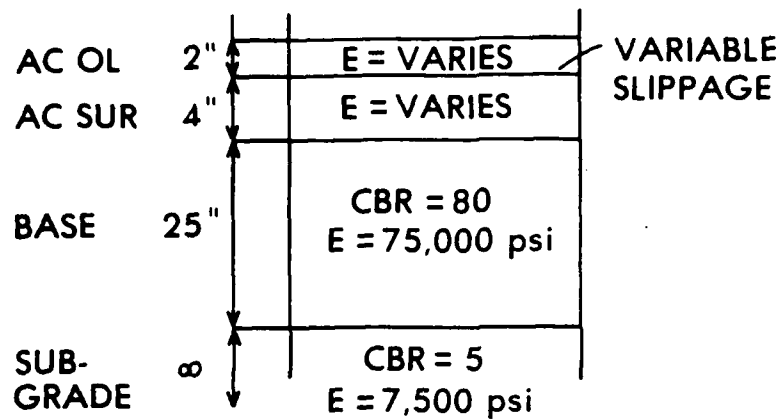 AC OL 2" E = VARIES VARIABLE
SLIPPAGE
AC SUR 4" E = VARIES
BASE 25" CBR = 80
E = 75,000 psi
SUB-
GRADE ∞ CBR = 5
E = 7,500 psi